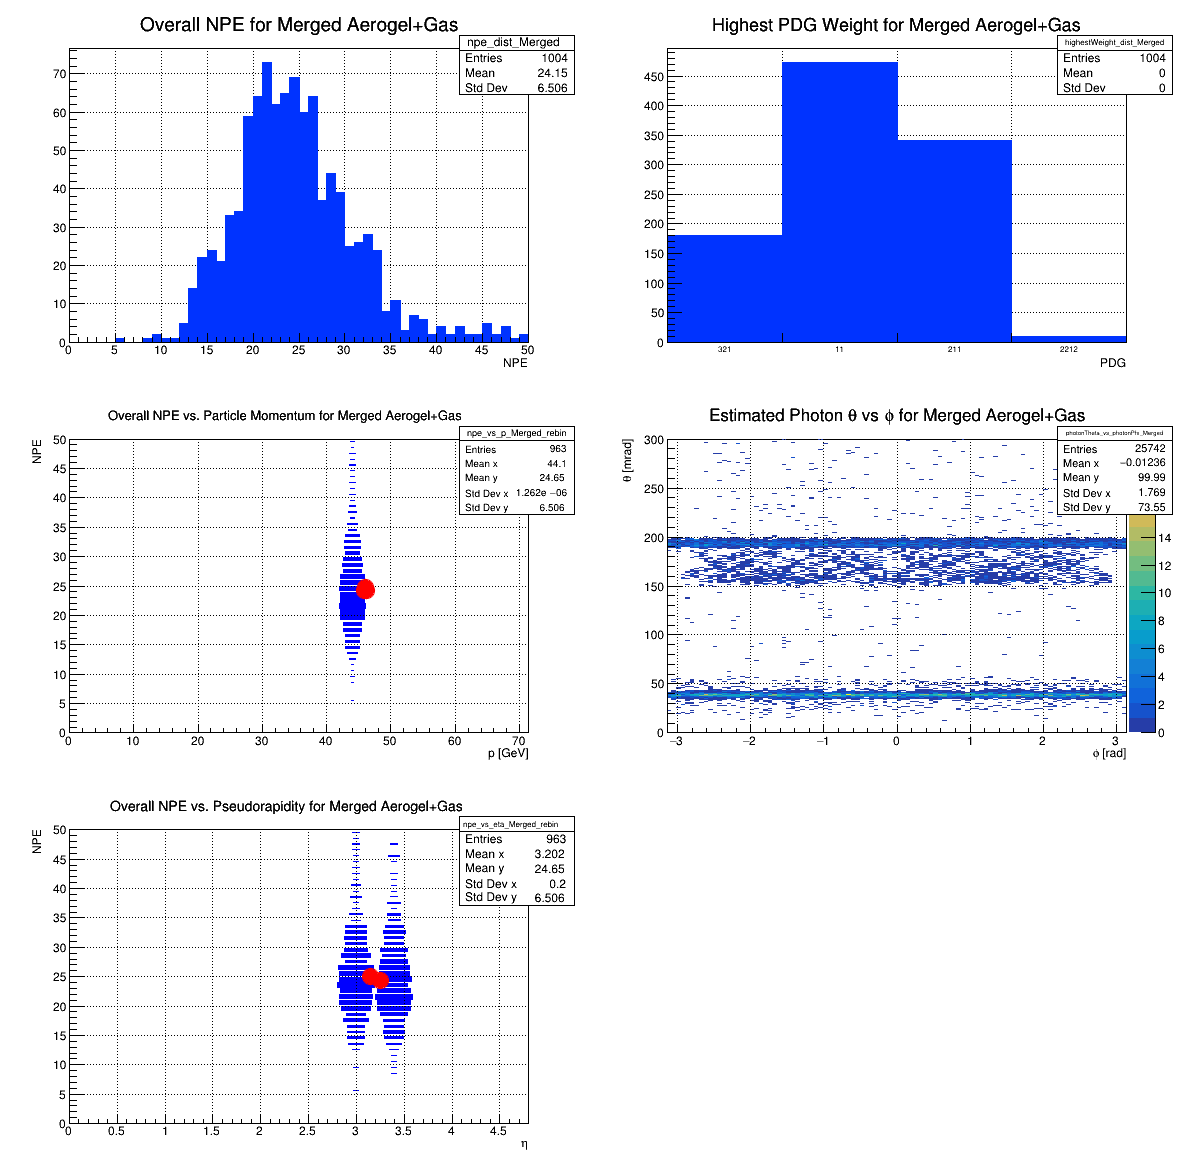 Overall NPE for Merged Aerogel+Gas
npe_dist_Merged
Entries 1004
Mean 24.15
Std Dev 6.506
70
60
50
40
30
20
10
0
0 5 10 15 20 25 30 35 40 45 50
NPE
Highest PDG Weight for Merged Aerogel+Gas
highestWeight_dist_Merged
Entries 1004
Mean 0
Std Dev 0
450
400
350
300
250
200
150
100
50
0
321 11 211 2212
PDG
Overall NPE vs. Particle Momentum for Merged Aerogel+Gas
npe_vs_p_Merged_rebin
Entries 963
Mean x 44.1
Mean y 24.65
Std Dev x 1.262e −06
Std Dev y 6.506
NPE
50
45
40
35
30
25
20
15
10
5
0
0 10 20 30 40 50 60 70
p [GeV]
Estimated Photon θ vs ϕ for Merged Aerogel+Gas
photonTheta_vs_photonPhi_Merged
Entries 25742
Mean x −0.01236
Mean y 99.99
Std Dev x 1.769
Std Dev y 73.55
θ [mrad]
300
250
200
150
100
50
0
−3 −2 −1 0 1 2 3
ϕ [rad]
14
12
10
8
6
4
2
0
Overall NPE vs. Pseudorapidity for Merged Aerogel+Gas
npe_vs_eta_Merged_rebin
Entries 963
Mean x 3.202
Mean y 24.65
Std Dev x 0.2
Std Dev y 6.506
NPE
50
45
40
35
30
25
20
15
10
5
0
0 0.5 1 1.5 2 2.5 3 3.5 4 4.5
η